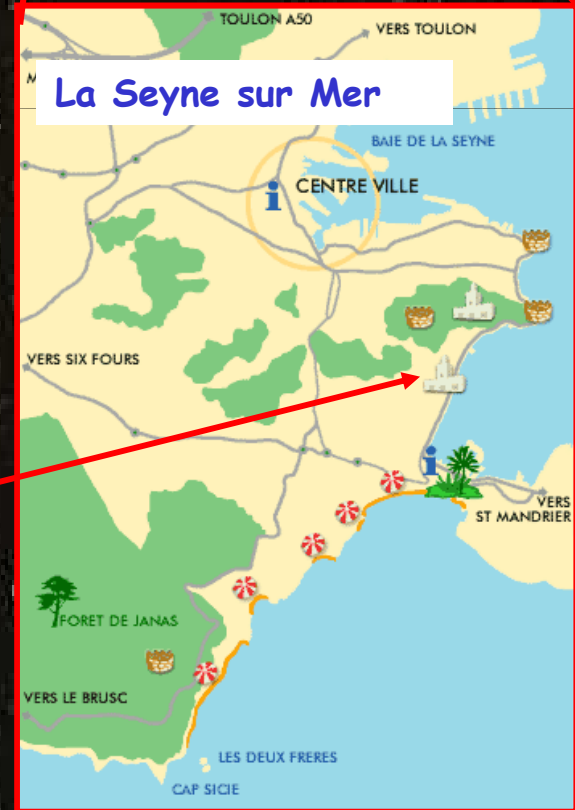 TOULON A50
VERS TOULON
M
La Seyne sur Mer
BAIE DE LA SEYNE
i
CENTRE VILLE
VERS SIX FOURS
i
VERS
ST MANDRIER
FORET DE JANAS
VERS LE BRUSC
LES DEUX FRERES
CAP SICIE